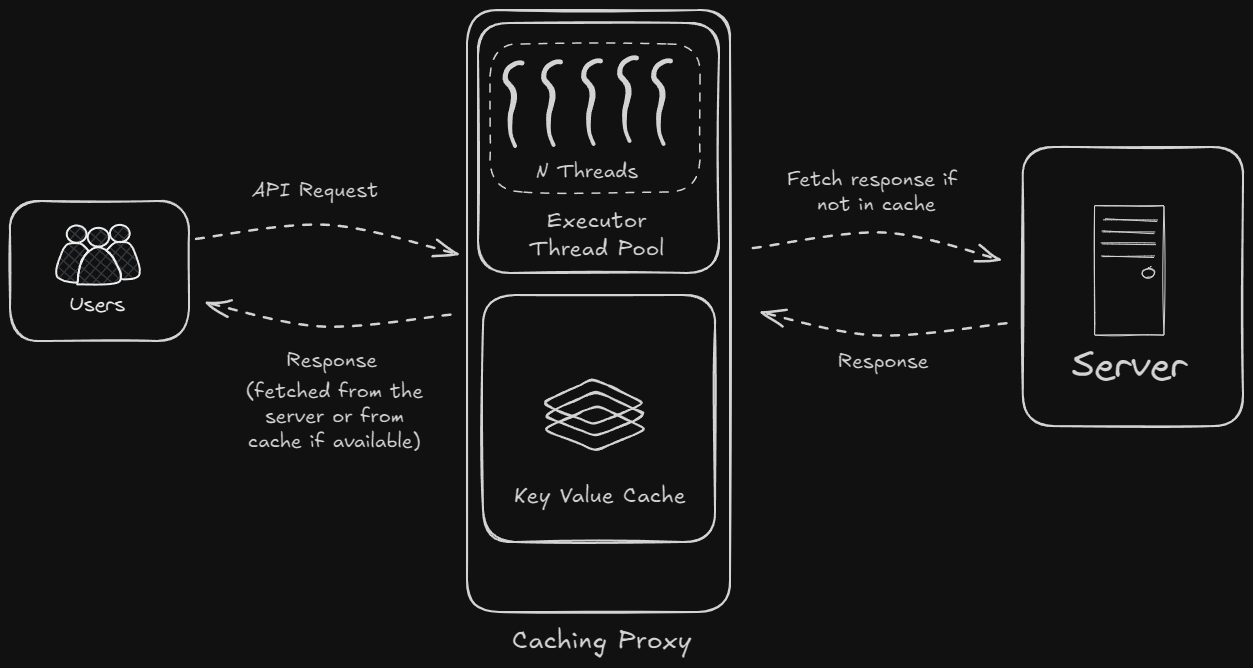 N Threads
Executor
Thread Pool
API Request
Fetch response if
not in cache
Users
Response
(fetched from the
server or from
cache if available)
Response
Server
Key Value Cache
Caching Proxy